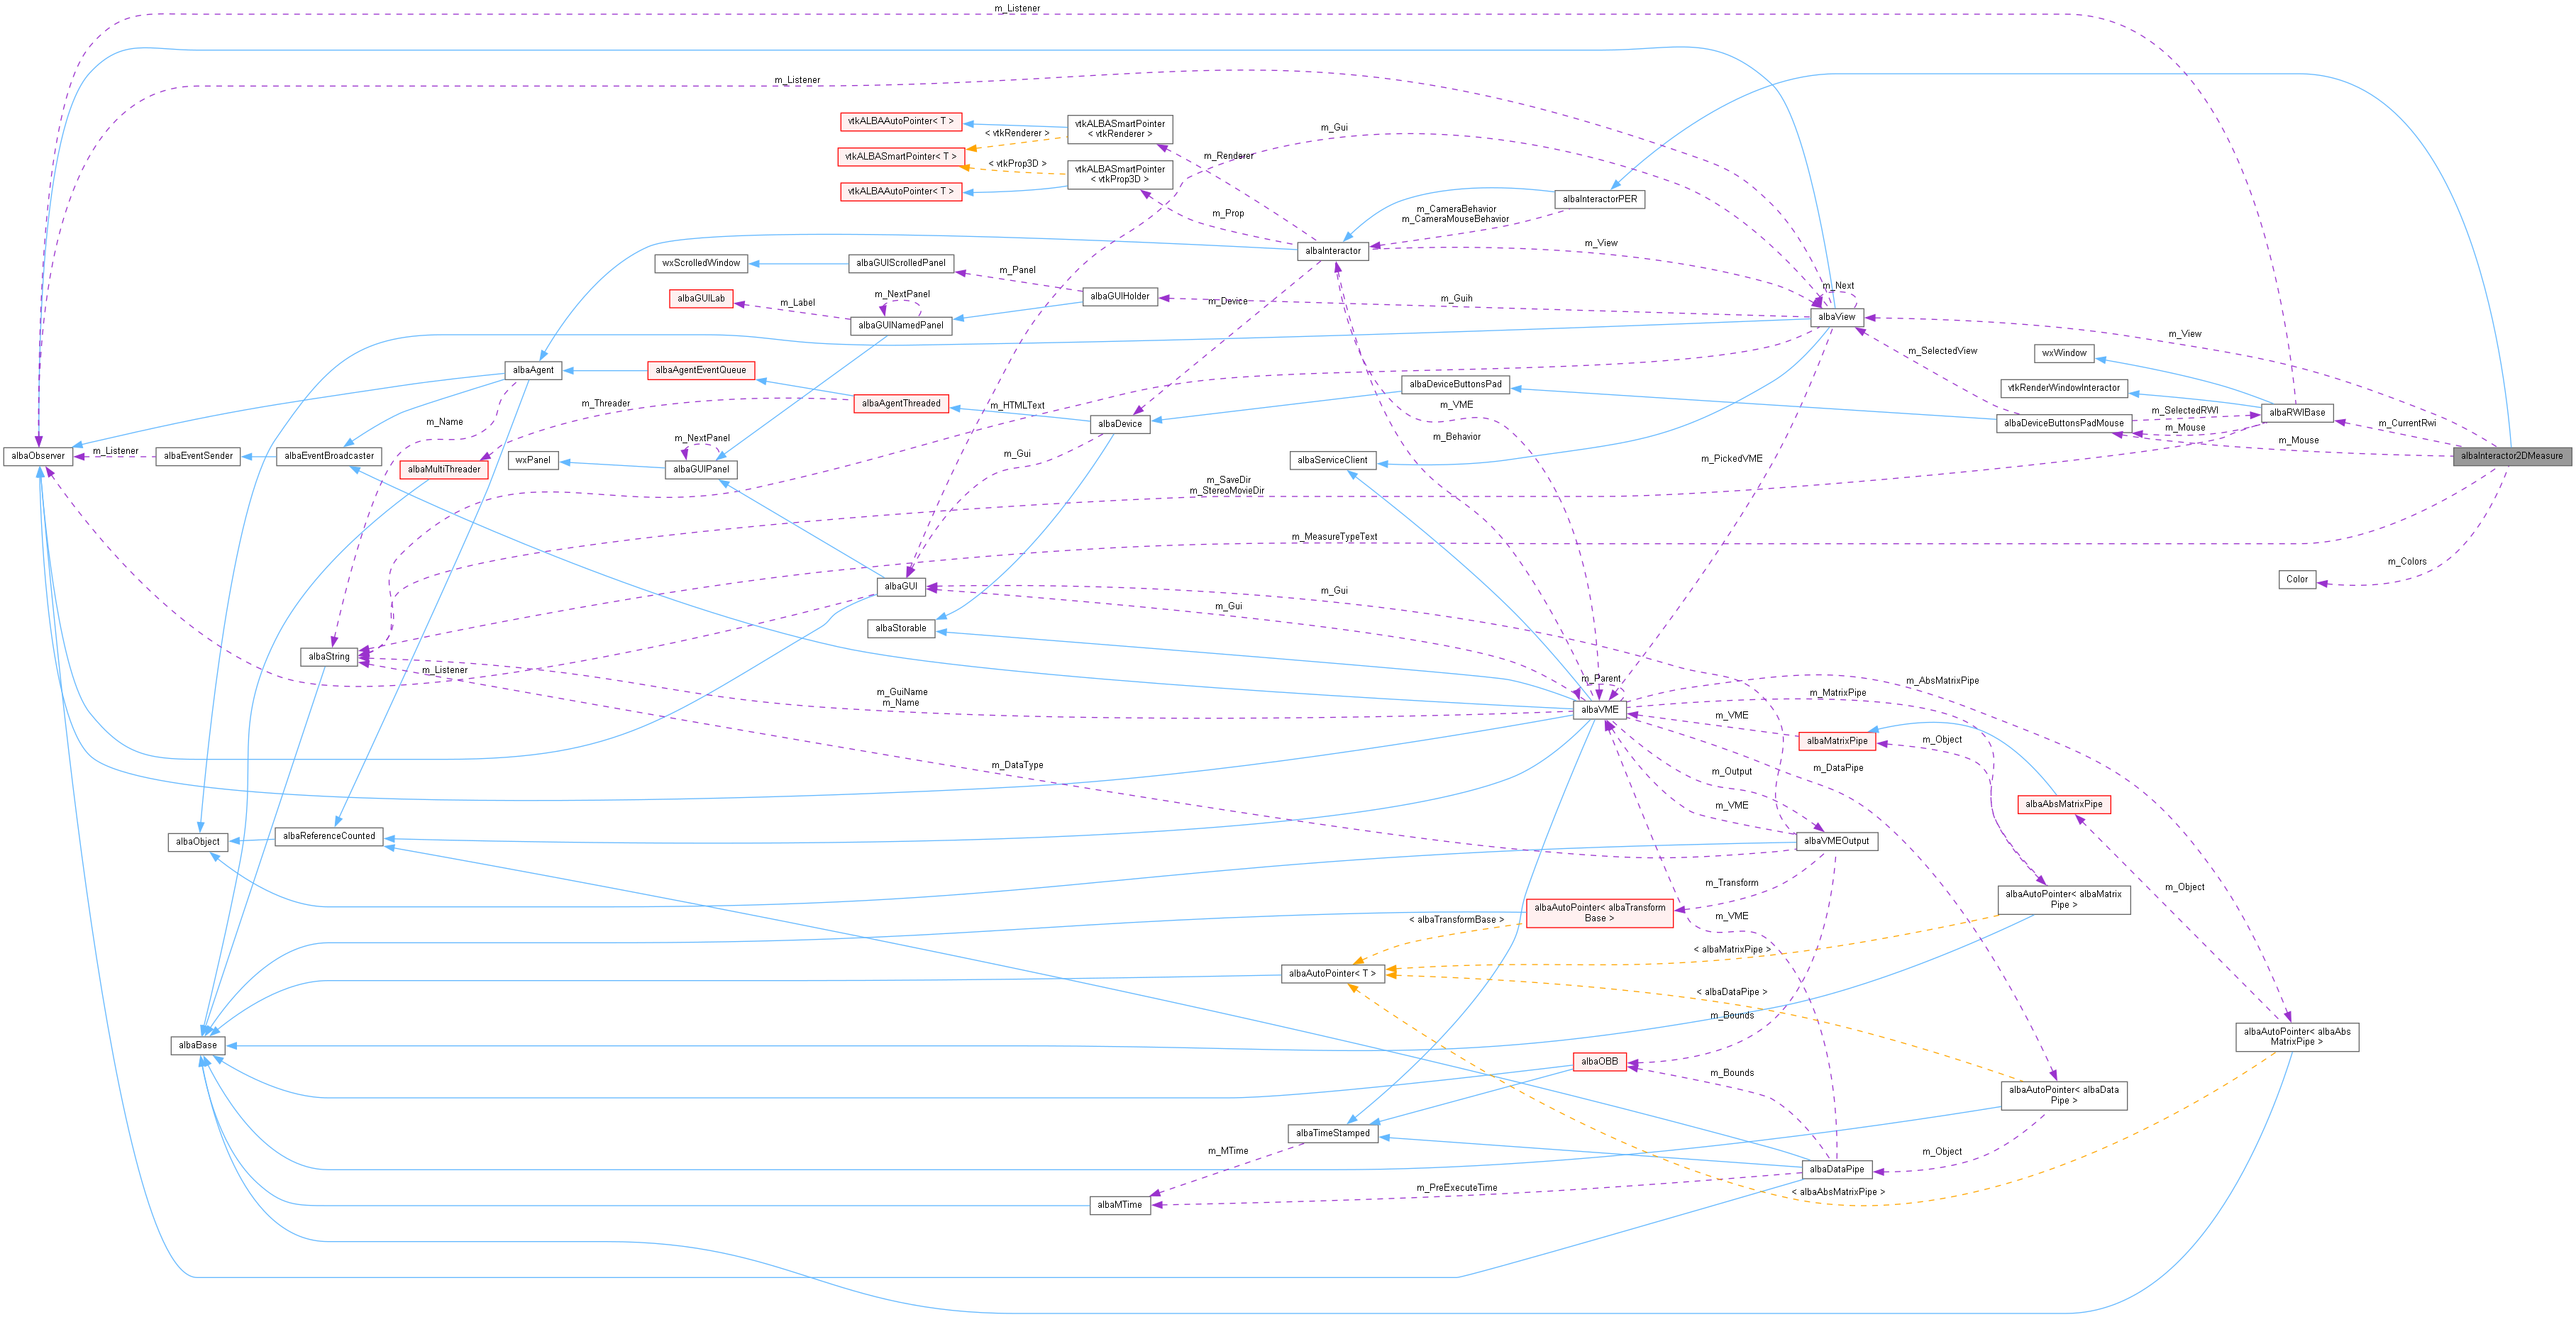 m_Listener
m_Listener
vtkALBAAutoPointer< T >
vtkALBASmartPointer
< vtkRenderer >
< vtkRenderer >
m_Gui
vtkALBASmartPointer< T >
m_Renderer
< vtkProp3D >
vtkALBASmartPointer
< vtkProp3D >
vtkALBAAutoPointer< T >
albaInteractorPER
m_Prop
m_CameraBehavior
m_CameraMouseBehavior
albaInteractor
m_View
wxScrolledWindow
albaGUIScrolledPanel
m_Panel
m_Next
albaGUILab
m_Label
m_NextPanel
albaGUIHolder
m_Device
m_Guih
albaGUINamedPanel
albaView
m_View
m_SelectedView
wxWindow
albaAgent
albaAgentEventQueue
albaDeviceButtonsPad
vtkRenderWindowInteractor
m_Threader
albaAgentThreaded
m_HTMLText
m_VME
m_SelectedRWI
albaRWIBase
m_Name
albaDevice
albaDeviceButtonsPadMouse
m_Mouse
m_CurrentRwi
m_NextPanel
m_Behavior
m_Mouse
albaObserver
m_Listener
albaEventSender
albaEventBroadcaster
albaMultiThreader
wxPanel
albaGUIPanel
m_Gui
albaServiceClient
m_PickedVME
albaInteractor2DMeasure
m_SaveDir
m_StereoMovieDir
m_MeasureTypeText
m_Colors
albaGUI
m_Gui
m_Gui
Color
albaStorable
albaString
m_Listener
m_Parent
m_AbsMatrixPipe
m_GuiName
m_Name
m_MatrixPipe
albaVME
m_VME
albaMatrixPipe
m_Object
m_DataType
m_Output
m_DataPipe
m_VME
albaAbsMatrixPipe
albaObject
albaReferenceCounted
albaVMEOutput
m_Transform
m_Object
albaAutoPointer< albaMatrix
Pipe >
albaAutoPointer< albaTransform
Base >
< albaTransformBase >
m_VME
< albaMatrixPipe >
albaAutoPointer< T >
< albaDataPipe >
m_Bounds
albaAutoPointer< albaAbs
MatrixPipe >
albaBase
albaOBB
m_Bounds
albaAutoPointer< albaData
Pipe >
albaTimeStamped
m_MTime
m_Object
albaDataPipe
m_PreExecuteTime
< albaAbsMatrixPipe >
albaMTime